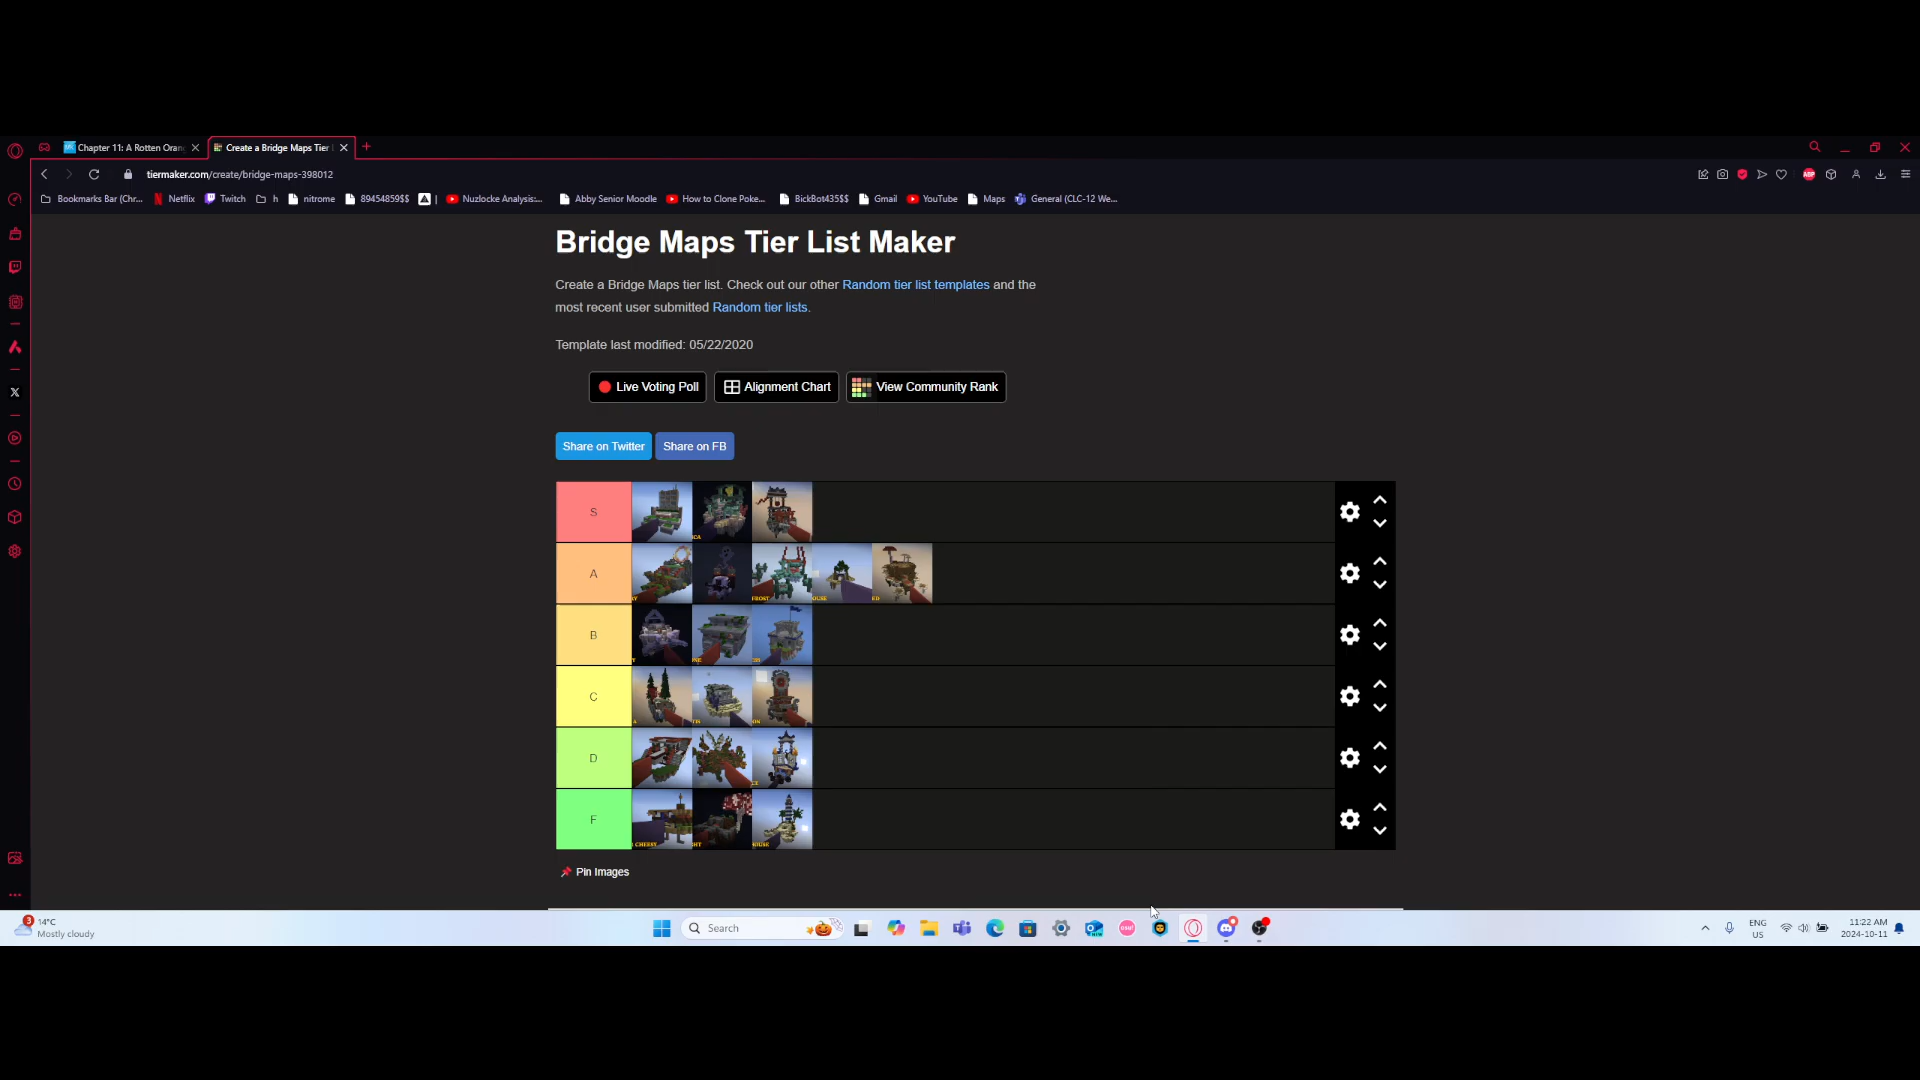 Chapter 11: A Rotten Oran
Create a Bridge Maps Tier
tiermaker.com/create/bridge-maps-398012
Bookmarks Bar (Chr... Netflix Twitch h nitrome 89454859$$ Nuzlocke Analysis:... Abby Senior Moodle How to Clone Poke... BickBot435$$ Gmail YouTube Maps General (CLC-12 We...
Bridge Maps Tier List Maker
Create a Bridge Maps tier list. Check out our other Random tier list templates and the
most recent user submitted Random tier lists.
Template last modified: 05/22/2020
Live Voting Poll Alignment Chart View Community Rank
Share on Twitter Share on FB
S
A
FROST
B
C
D
F
CHEESY
Pin Images
3
14°C
Mostly cloudy
Search
ENG
US
11:22 AM
2024-10-11